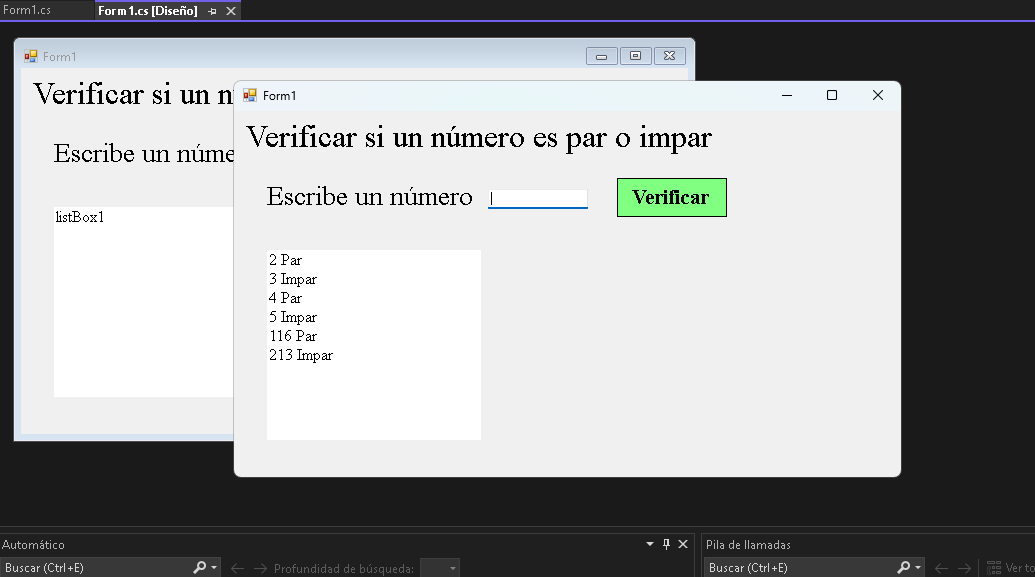 Form1.cs
Form1.cs [Diseño]
Form1
Verificar si un n
Escribe un núme
listBox1
Form1
Verificar si un número es par o impar
Escribe un número
Verificar
2 Par
3 Impar
4 Par
5 Impar
116 Par
213 Impar
Automático
Buscar (Ctrl+E)
Profundidad de búsqueda:
Pila de llamadas
Buscar (Ctrl+E)
Ver to